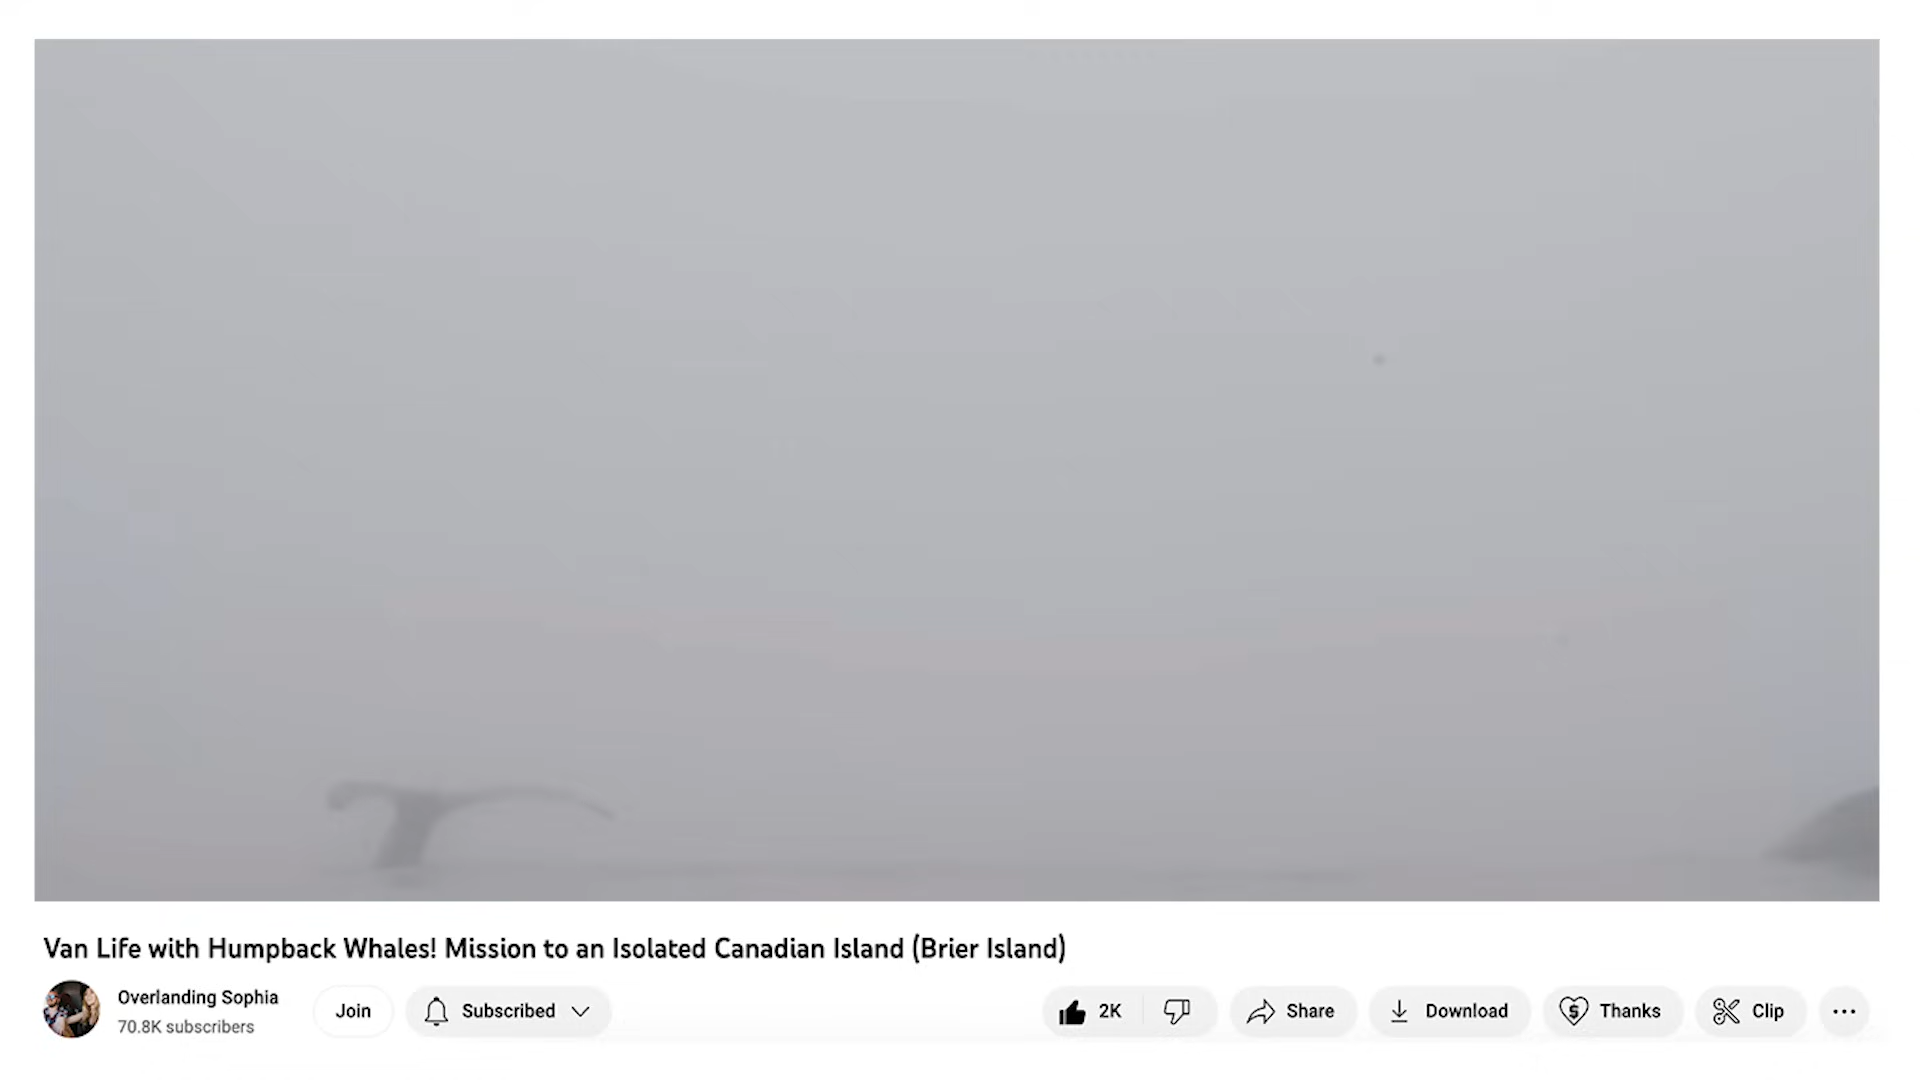 Van Life with Humpback Whales! Mission to an Isolated Canadian Island (Brier Island)
Overlanding Sophia
70.8K subscribers
Join
Subscribed
2K
Share
Download
Thanks
Clip